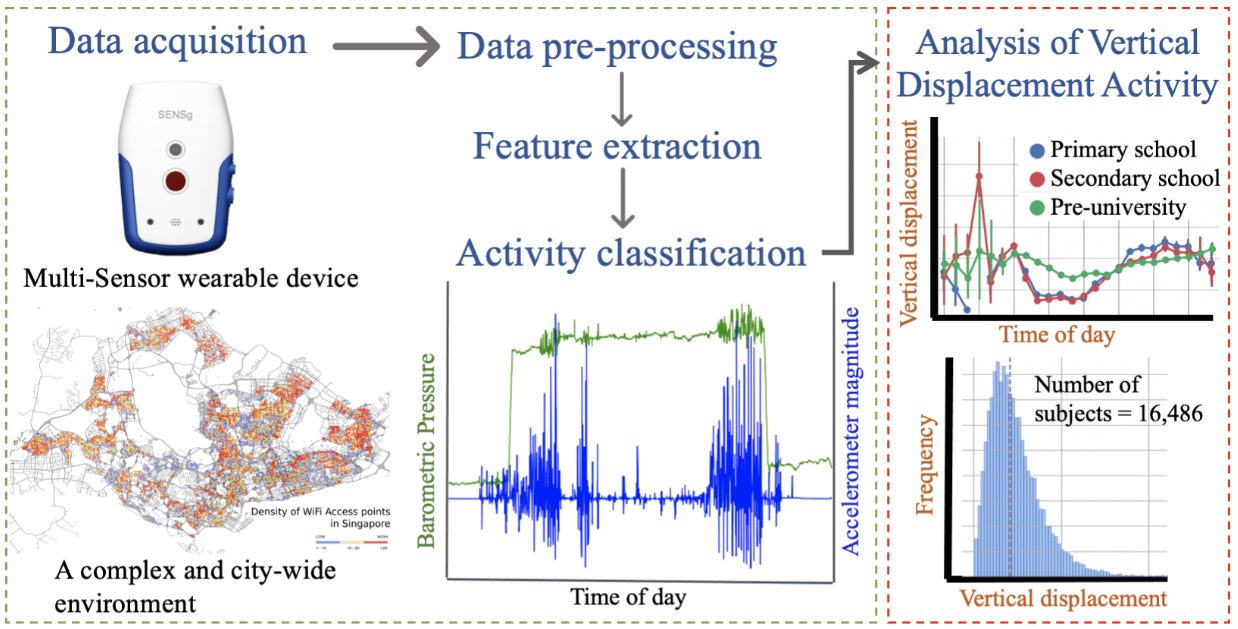 Data acquisition
SENSg
Multi-Sensor wearable device
Density of WiFi Access points
in Singapore
LOW
HIGH
1 - 10
10 - 20
>20
A complex and city-wide
environment
Data pre-processing
Feature extraction
Activity classification
Barometric Pressure
Accelerometer magnitude
Time of day
Analysis of Vertical
Displacement Activity
Vertical displacement
Primary school
Secondary school
Pre-university
Time of day
Frequency
Number of
subjects = 16,486
Vertical displacement